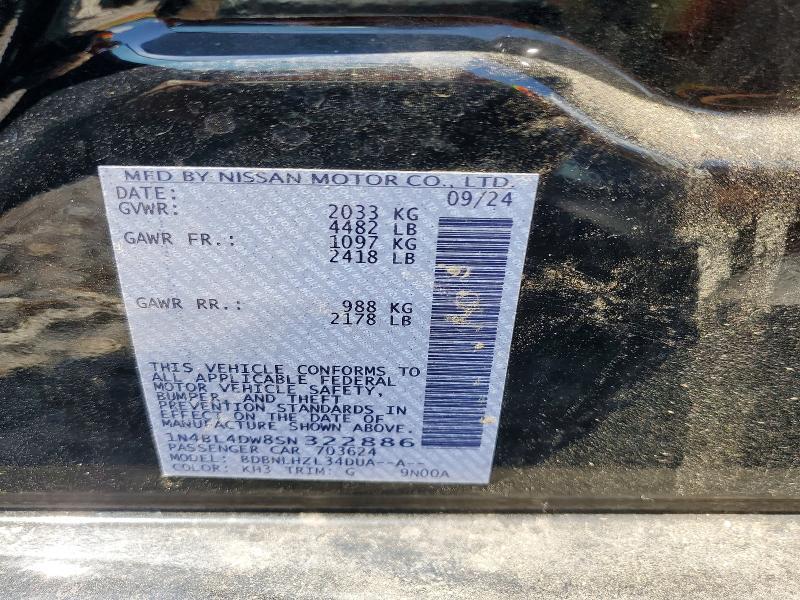 MFD BY NISSAN MOTOR CO., LTD.
DATE: 09/24
GVWR: 2033 KG
4482 LB
GAWR FR.: 1097 KG
2418 LB
GAWR RR.: 988 KG
2178 LB
THIS VEHICLE CONFORMS TO
ALL APPLICABLE FEDERAL
MOTOR VEHICLE SAFETY,
BUMPER, AND THEFT
PREVENTION STANDARDS IN
EFFECT ON THE DATE OF
MANUFACTURE SHOWN ABOVE.
1N4BL4DW8SN322886
PASSENGER CAR 703624
MODEL: BDBNLHZL34DUA--A--
COLOR: KH3 TRIM: G 9N00A